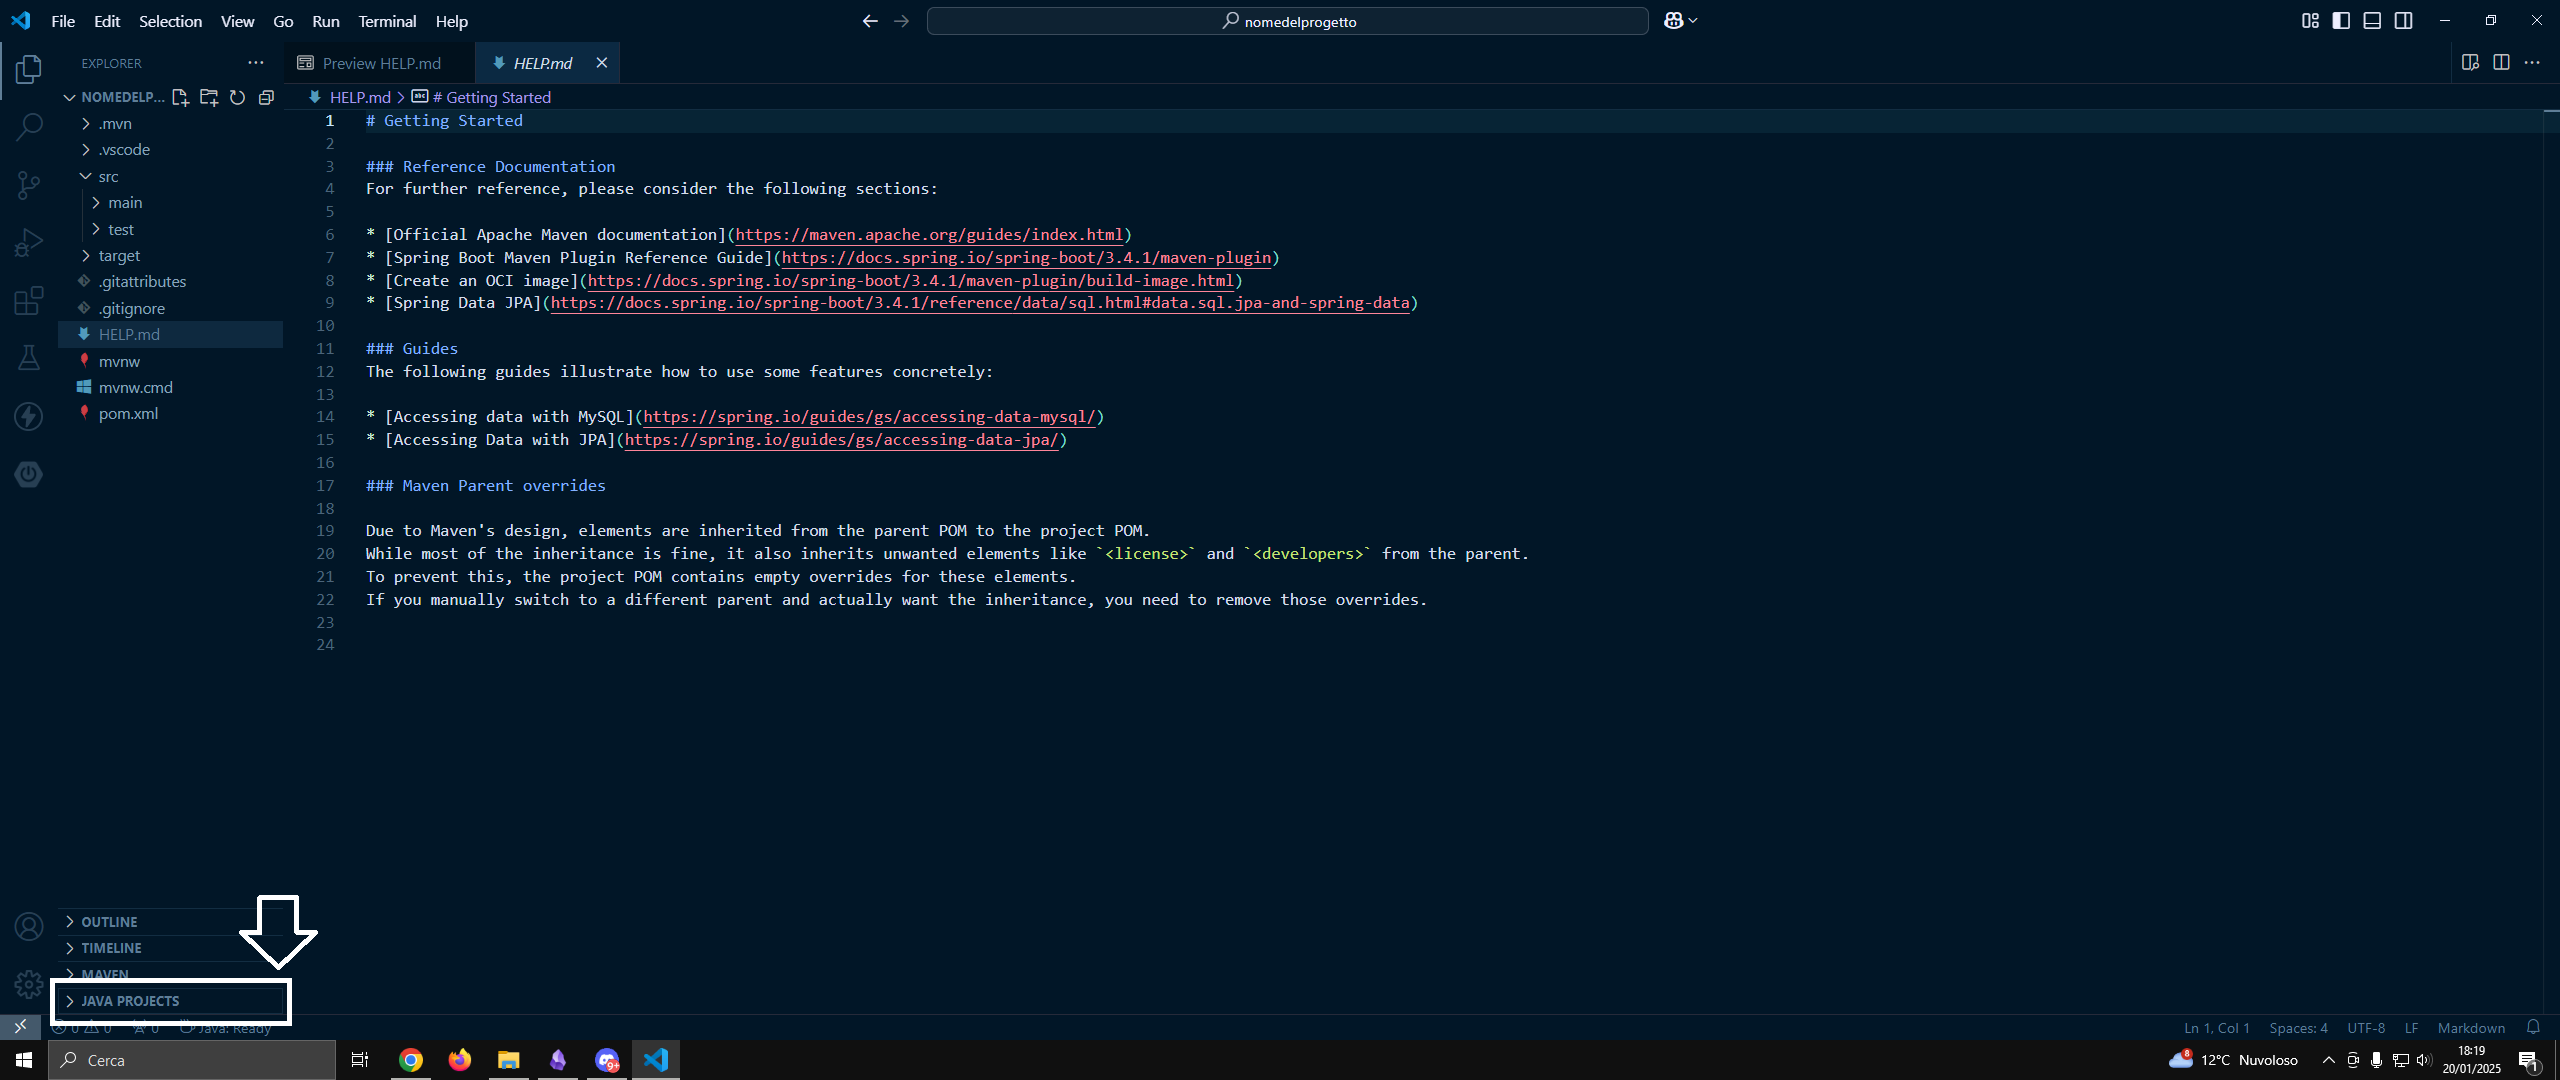 File Edit Selection View Go Run Terminal Help
nomedelprogetto
EXPLORER
Preview HELP.md
HELP.md
NOMEDELP...
HELP.md > # Getting Started
.mvn
.vscode
src
main
test
target
.gitattributes
.gitignore
HELP.md
mvnw
mvnw.cmd
pom.xml
1 # Getting Started
2
3 ### Reference Documentation
4 For further reference, please consider the following sections:
5
6 * [Official Apache Maven documentation](https://maven.apache.org/guides/index.html)
7 * [Spring Boot Maven Plugin Reference Guide](https://docs.spring.io/spring-boot/3.4.1/maven-plugin)
8 * [Create an OCI image](https://docs.spring.io/spring-boot/3.4.1/maven-plugin/build-image.html)
9 * [Spring Data JPA](https://docs.spring.io/spring-boot/3.4.1/reference/data/sql.html#data.sql.jpa-and-spring-data)
10
11 ### Guides
12 The following guides illustrate how to use some features concretely:
13
14 * [Accessing data with MySQL](https://spring.io/guides/gs/accessing-data-mysql/)
15 * [Accessing Data with JPA](https://spring.io/guides/gs/accessing-data-jpa/)
16
17 ### Maven Parent overrides
18
19 Due to Maven's design, elements are inherited from the parent POM to the project POM.
20 While most of the inheritance is fine, it also inherits unwanted elements like `<license>` and `<developers>` from the parent.
21 To prevent this, the project POM contains empty overrides for these elements.
22 If you manually switch to a different parent and actually want the inheritance, you need to remove those overrides.
23
24
OUTLINE
TIMELINE
MAVEN
JAVA PROJECTS
0 0 0 Java: Ready
Ln 1, Col 1 Spaces: 4 UTF-8 LF Markdown
Cerca
9+
8
12°C Nuvoloso
18:19
20/01/2025
1